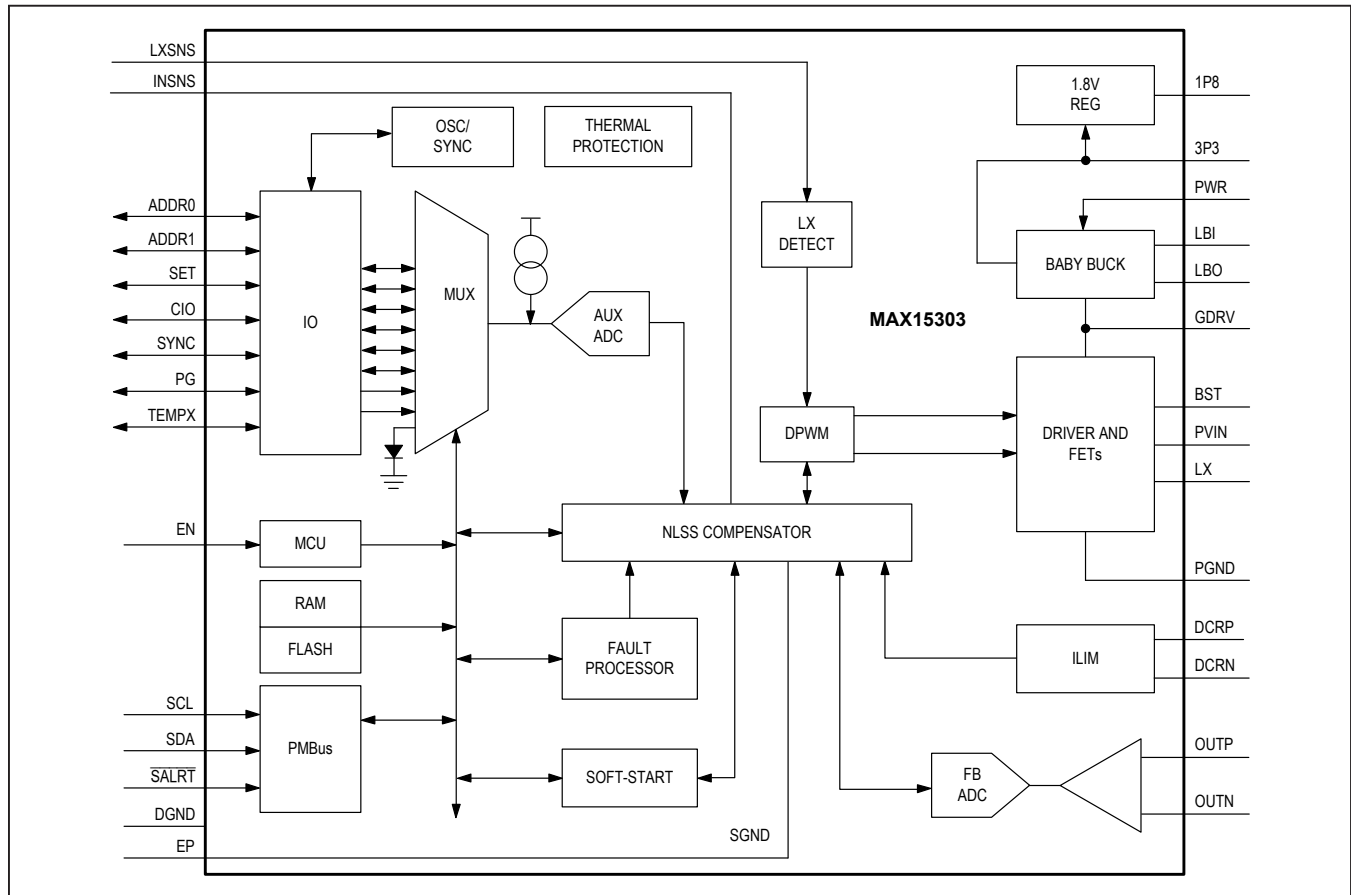 LXSNS
INSNS
ADDR0
ADDR1
SET
CIO
SYNC
PG
TEMPX
EN
SCL
SDA
SALRT
DGND
EP
OSC/
SYNC
THERMAL
PROTECTION
IO
MUX
AUX
ADC
LX
DETECT
MAX15303
DPWM
MCU
RAM
FLASH
PMBus
NLSS COMPENSATOR
FAULT
PROCESSOR
SOFT-START
SGND
1.8V
REG
BABY BUCK
DRIVER AND
FETs
ILIM
FB
ADC
1P8
3P3
PWR
LBI
LBO
GDRV
BST
PVIN
LX
PGND
DCRP
DCRN
OUTP
OUTN